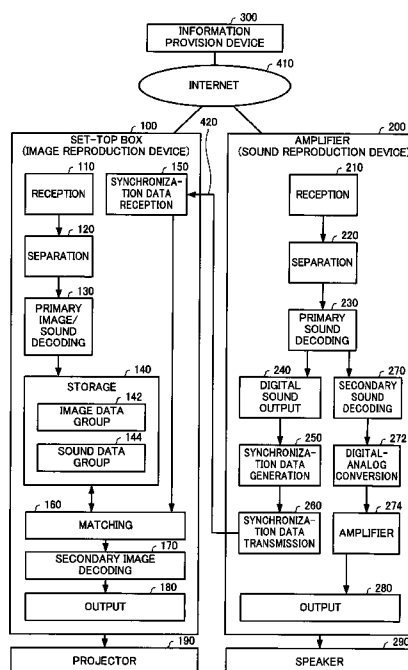 300
INFORMATION
PROVISION DEVICE
410
INTERNET
100
420
SET-TOP BOX
(IMAGE REPRODUCTION DEVICE)
110
150
RECEPTION
SYNCHRONIZA-
TION DATA
RECEPTION
120
SEPARATION
130
PRIMARY
IMAGE/
SOUND
DECODING
140
STORAGE
142
IMAGE DATA
GROUP
144
SOUND DATA
GROUP
160
MATCHING
170
SECONDARY IMAGE
DECODING
180
OUTPUT
190
PROJECTOR
200
AMPLIFIER
(SOUND REPRODUCTION DEVICE)
210
RECEPTION
220
SEPARATION
230
PRIMARY SOUND
DECODING
240
270
DIGITAL
SOUND
OUTPUT
SECONDARY
SOUND
DECODING
250
272
SYNCHRONIZA-
TION DATA
GENERATION
DIGITAL-
ANALOG
CONVERSION
260
274
SYNCHRONIZA-
TION DATA
TRANSMISSION
AMPLIFIER
280
OUTPUT
290
SPEAKER